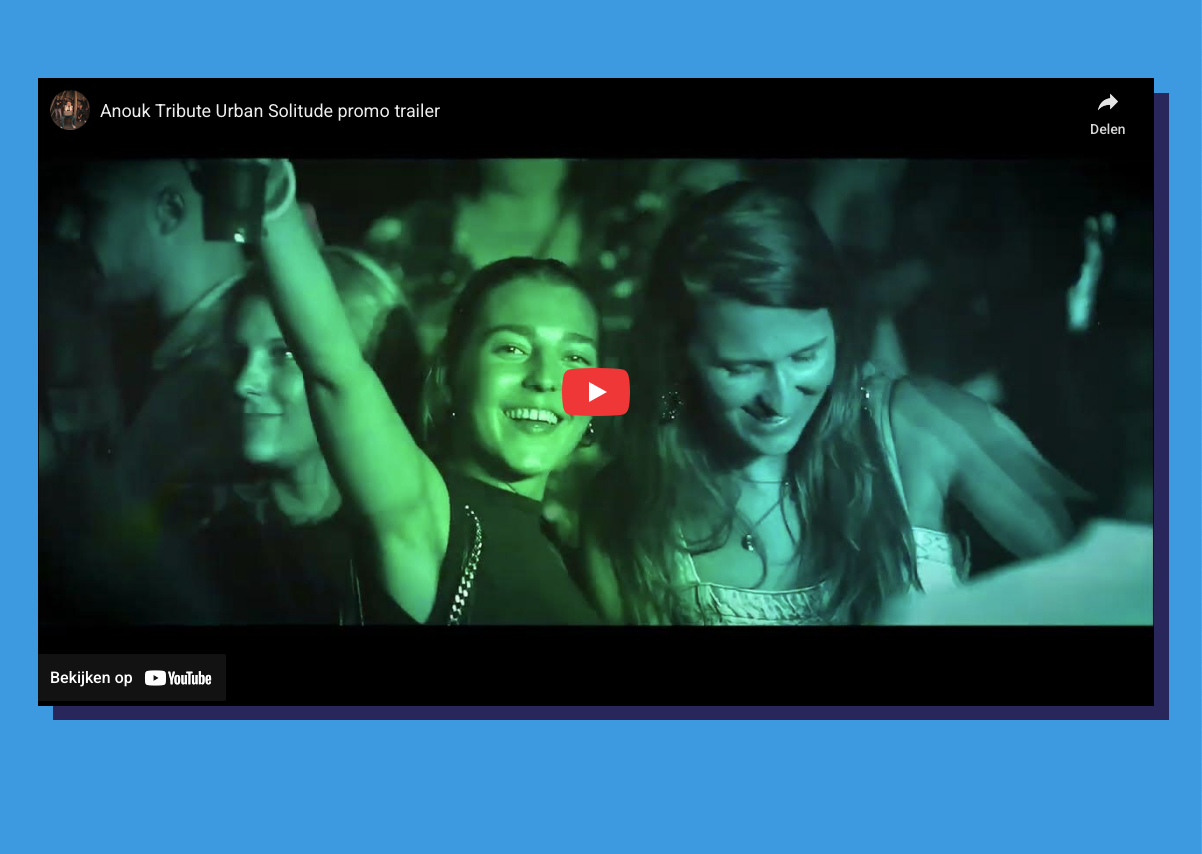 Anouk Tribute Urban Solitude promo trailer
Delen
Bekijken op YouTube